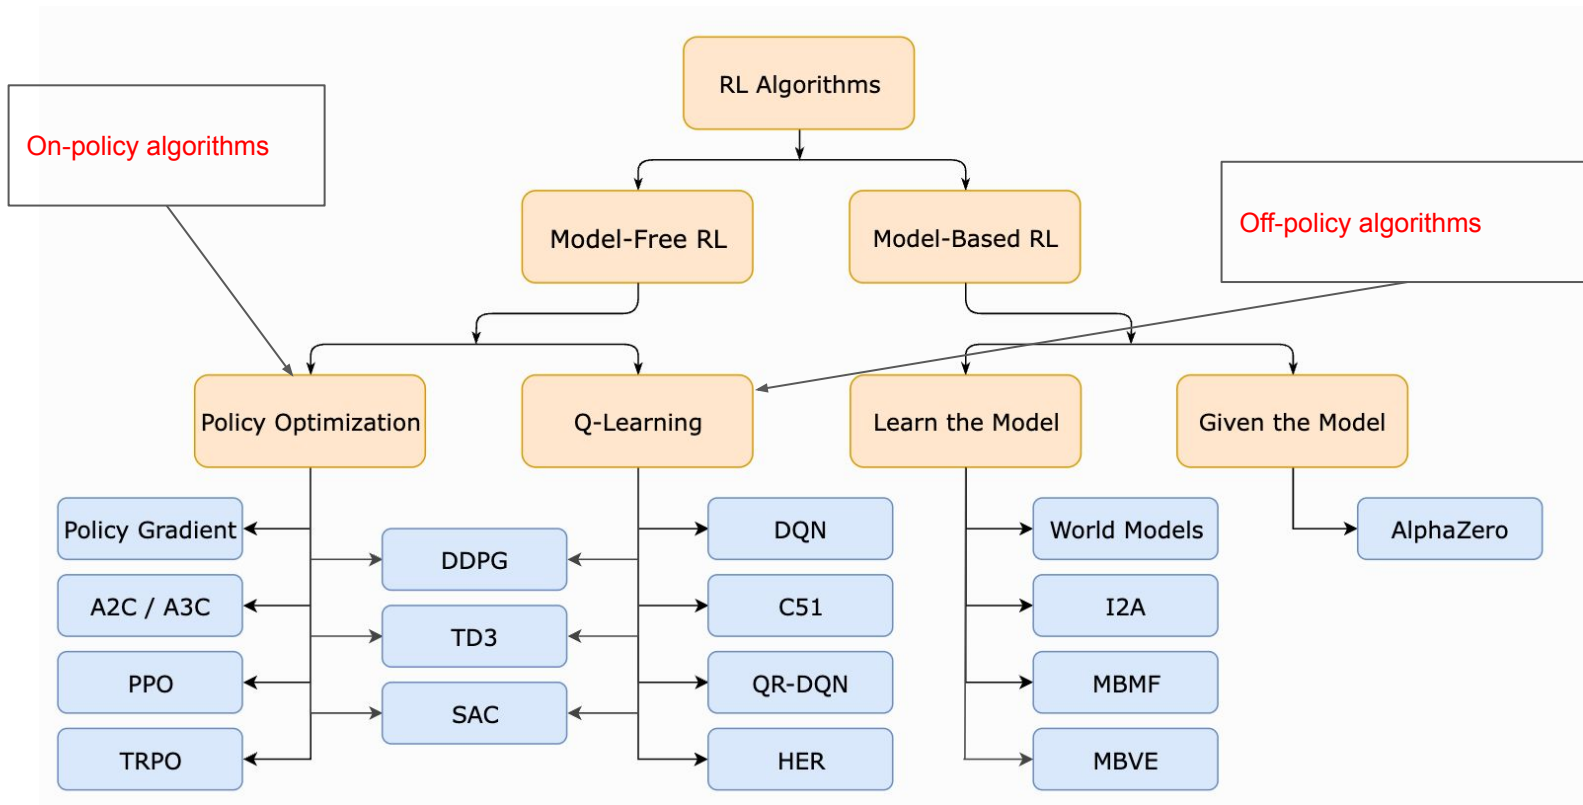 RL Algorithms
On-policy algorithms
Off-policy algorithms
Model-Free RL
Model-Based RL
Policy Optimization
Q-Learning
Learn the Model
Given the Model
Policy Gradient
DDPG
DQN
World Models
AlphaZero
A2C / A3C
TD3
C51
I2A
PPO
SAC
QR-DQN
MBMF
TRPO
HER
MBVE